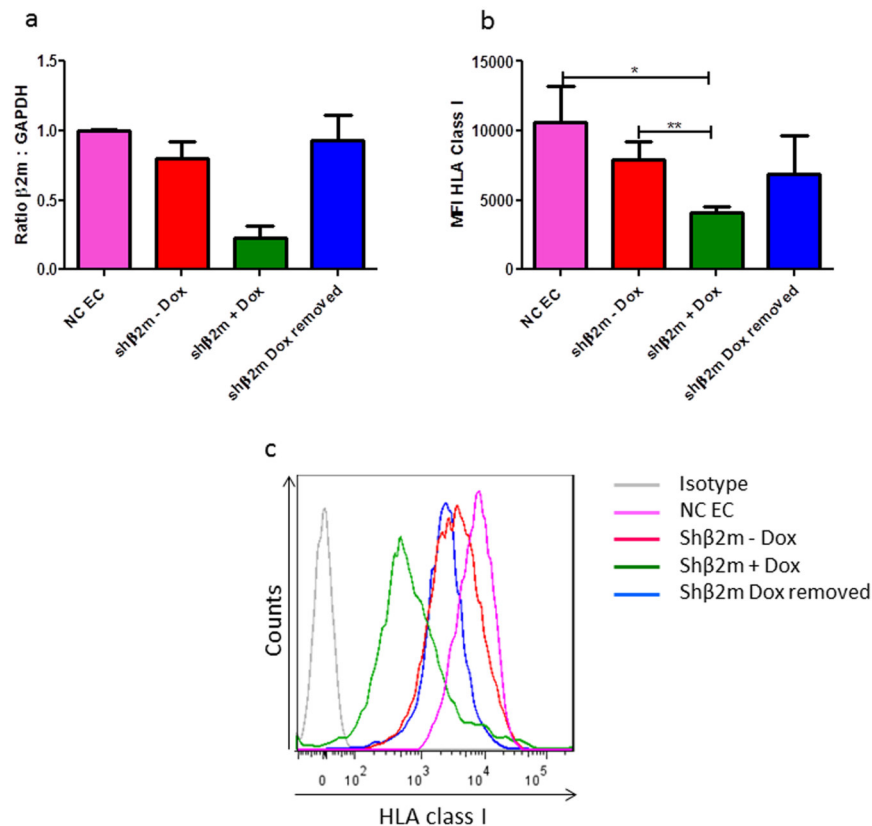 a
1.5
1.0
0.5
0.0
Ratio β2m : GAPDH
NC EC
shβ2m - Dox
shβ2m + Dox
shβ2m Dox removed
b
15000
10000
5000
0
MFI HLA Class I
*
**
NC EC
shβ2m - Dox
shβ2m + Dox
shβ2m Dox removed
c
Counts
0 10² 10³ 10⁴ 10⁵
HLA class I
Isotype
NC EC
Shβ2m - Dox
Shβ2m + Dox
Shβ2m Dox removed